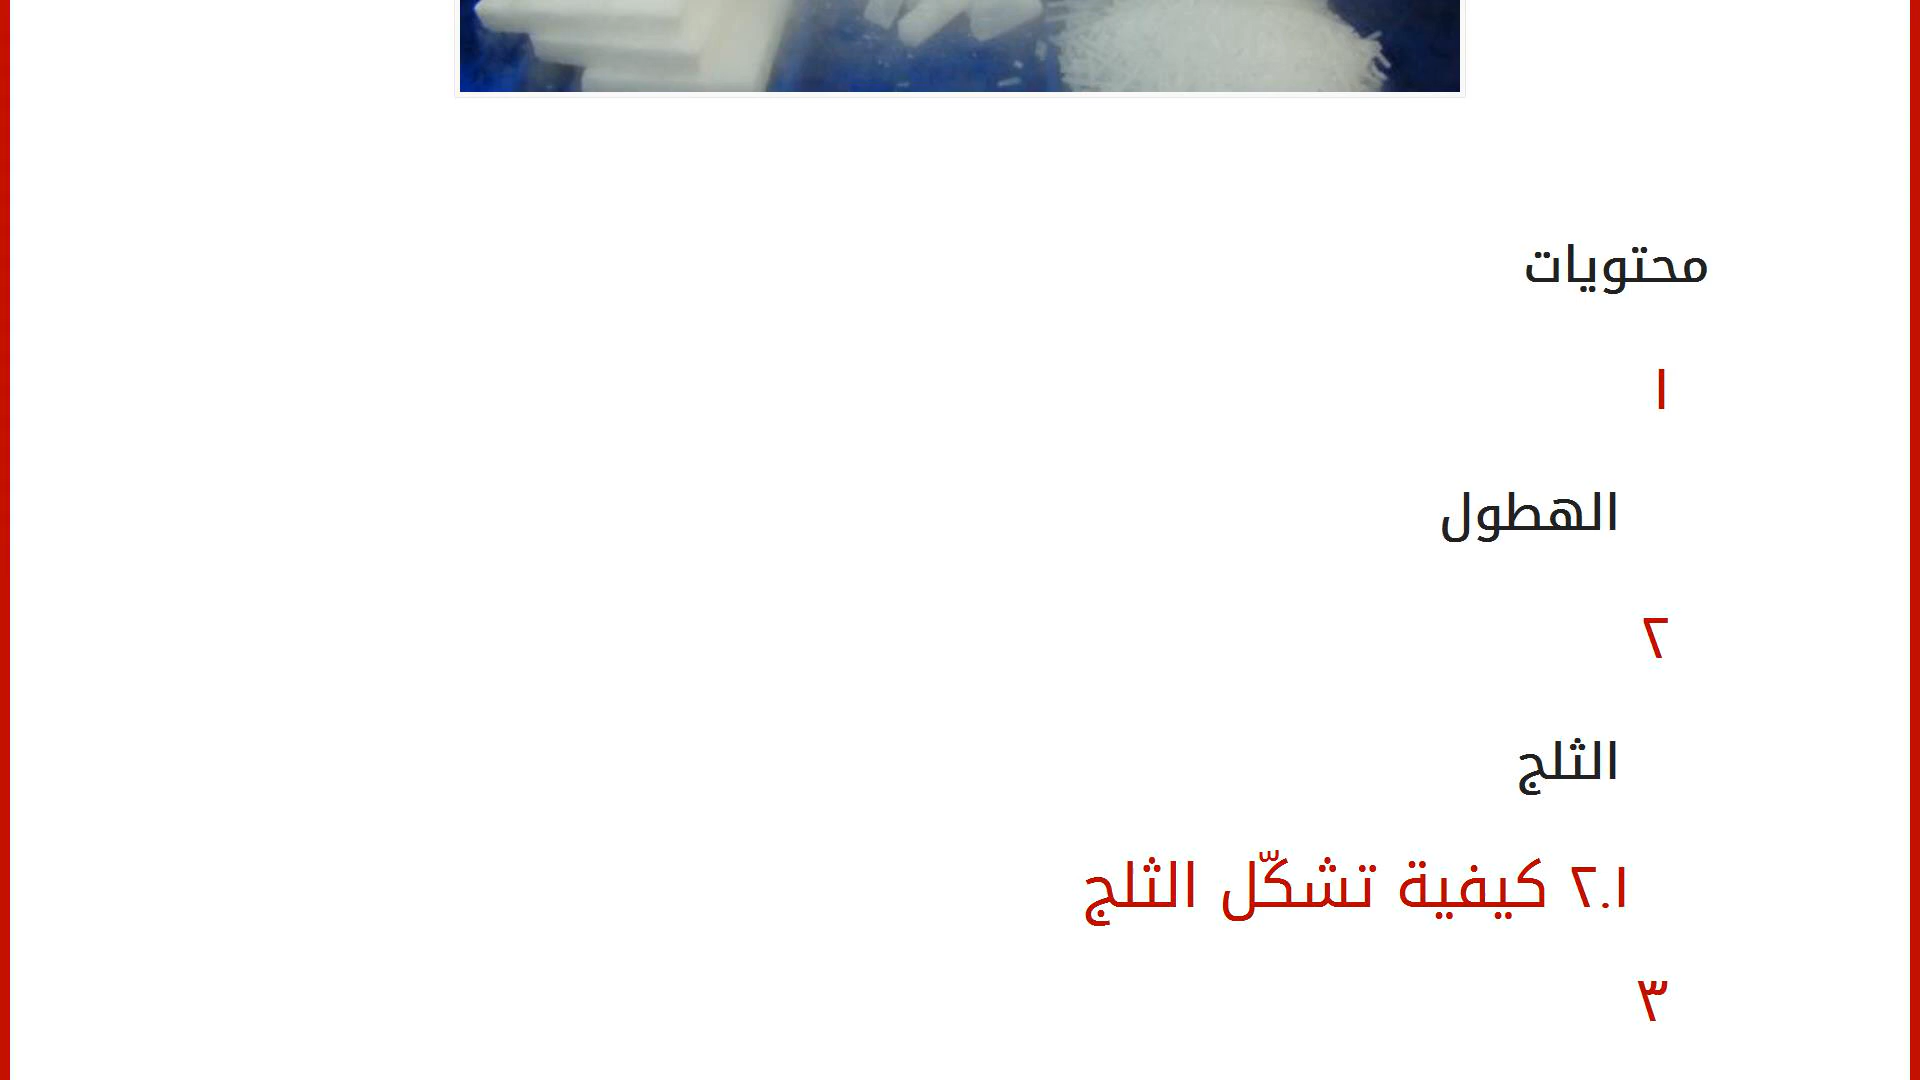 محتويات
١
الهطول
٢
الثلج
٢.١ كيفية تشكّل الثلج
٣